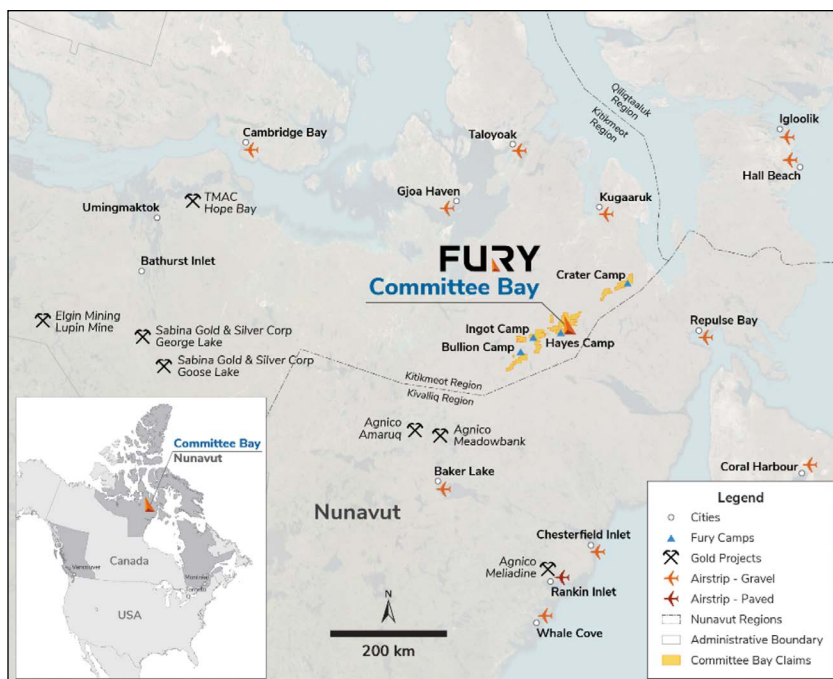 Qiliqtaaluk
Region
Kitikmeot
Region
Igloolik
Cambridge Bay
Taloyoak
Hall Beach
TMAC
Hope Bay
Gjoa Haven
Kugaaruk
Umingmaktok
Bathurst Inlet
FURY
Committee Bay
Crater Camp
Elgin Mining
Lupin Mine
Sabina Gold & Silver Corp
George Lake
Ingot Camp
Hayes Camp
Repulse Bay
Bullion Camp
Sabina Gold & Silver Corp
Goose Lake
Kitikmeot Region
Kivalliq Region
Agnico
Amaruq
Agnico
Meadowbank
Baker Lake
Coral Harbour
Nunavut
Chesterfield Inlet
Agnico
Meliadine
Rankin Inlet
Whale Cove
N
200 km
Committee Bay
Nunavut
Canada
Vancouver
Montréal
Toronto
USA
Legend
Cities
Fury Camps
Gold Projects
Airstrip - Gravel
Airstrip - Paved
Nunavut Regions
Administrative Boundary
Committee Bay Claims